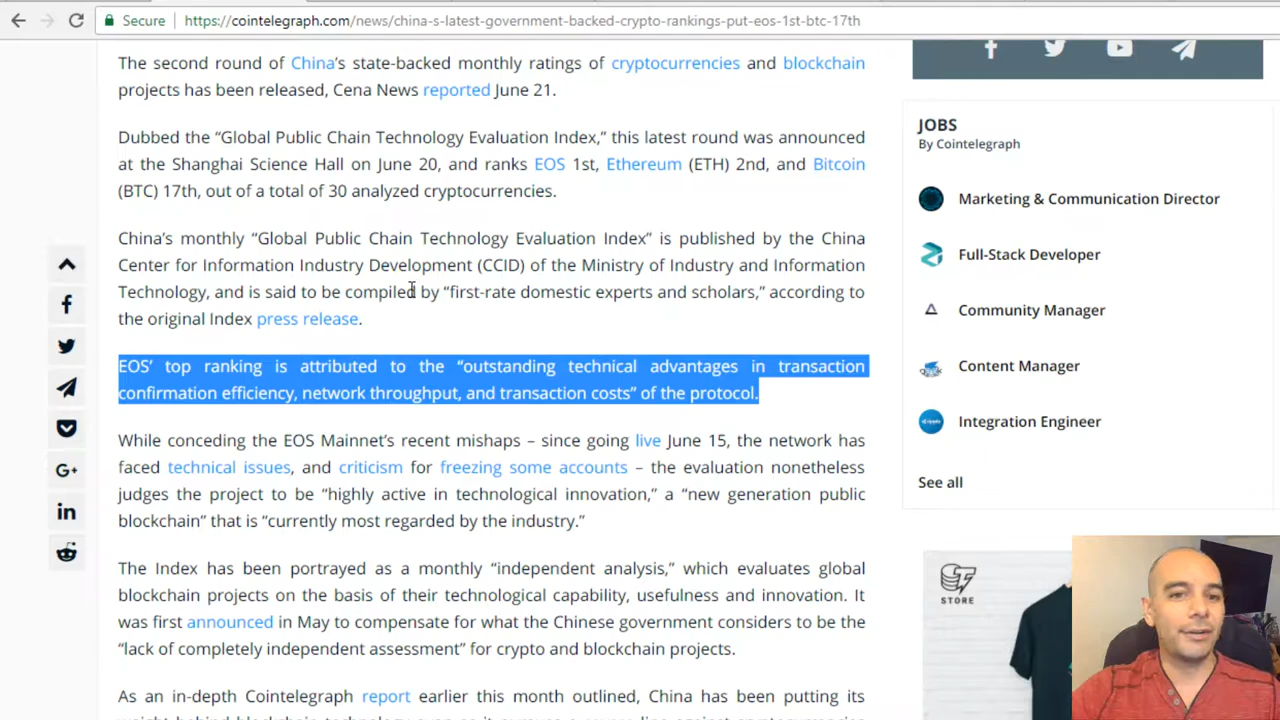 Secure
https://cointelegraph.com/news/china-s-latest-government-backed-crypto-rankings-put-eos-1st-btc-17th
The second round of China's state-backed monthly ratings of cryptocurrencies and blockchain
projects has been released, Cena News reported June 21.
Dubbed the “Global Public Chain Technology Evaluation Index,” this latest round was announced
at the Shanghai Science Hall on June 20, and ranks EOS 1st, Ethereum (ETH) 2nd, and Bitcoin
(BTC) 17th, out of a total of 30 analyzed cryptocurrencies.
China’s monthly “Global Public Chain Technology Evaluation Index” is published by the China
Center for Information Industry Development (CCID) of the Ministry of Industry and Information
Technology, and is said to be compiled by “first-rate domestic experts and scholars,” according to
the original Index press release.
EOS’ top ranking is attributed to the “outstanding technical advantages in transaction
confirmation efficiency, network throughput, and transaction costs” of the protocol.
While conceding the EOS Mainnet’s recent mishaps – since going live June 15, the network has
faced technical issues, and criticism for freezing some accounts – the evaluation nonetheless
judges the project to be “highly active in technological innovation,” a “new generation public
blockchain” that is “currently most regarded by the industry.”
The Index has been portrayed as a monthly “independent analysis,” which evaluates global
blockchain projects on the basis of their technological capability, usefulness and innovation. It
was first announced in May to compensate for what the Chinese government considers to be the
“lack of completely independent assessment” for crypto and blockchain projects.
As an in-depth Cointelegraph report earlier this month outlined, China has been putting its
JOBS
By Cointelegraph
Marketing & Communication Director
Full-Stack Developer
Community Manager
Content Manager
Integration Engineer
See all
STORE